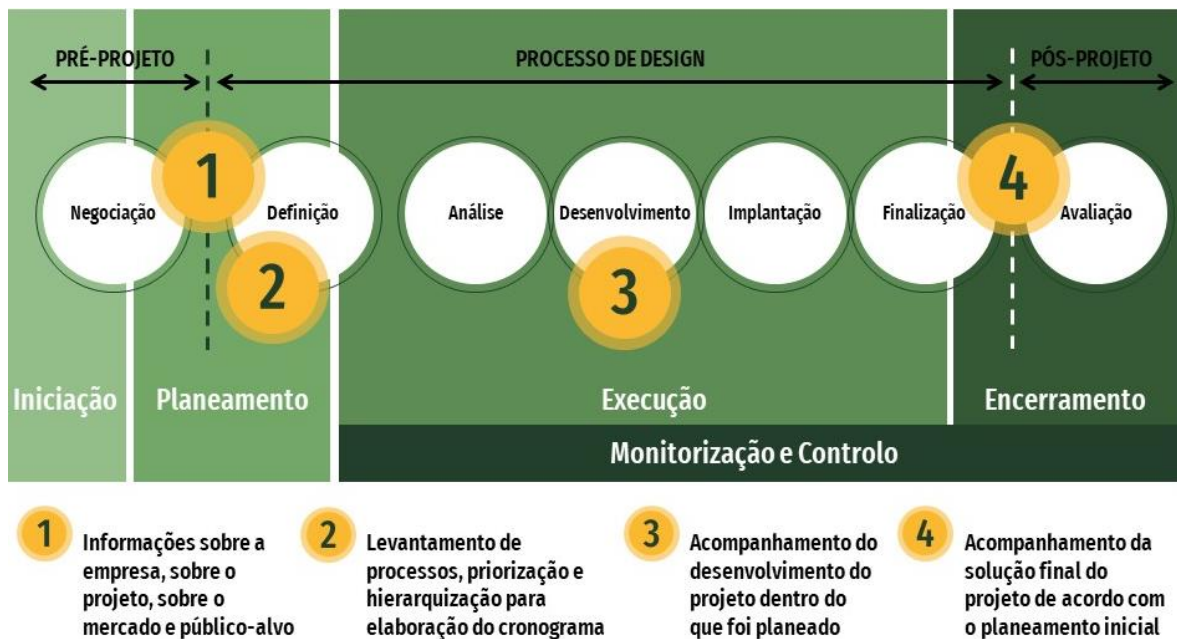 PRÉ-PROJETO
PROCESSO DE DESIGN
PÓS-PROJETO
Negociação
1
Definição
2
Análise
Desenvolvimento
3
Implantação
Finalização
4
Avaliação
Iniciação
Planeamento
Execução
Encerramento
Monitorização e Controlo
1
Informações sobre a
empresa, sobre o
projeto, sobre o
mercado e público-alvo
2
Levantamento de
processos, priorização e
hierarquização para
elaboração do cronograma
3
Acompanhamento do
desenvolvimento do
projeto dentro do
que foi planeado
4
Acompanhamento da
solução final do
projeto de acordo com
o planeamento inicial